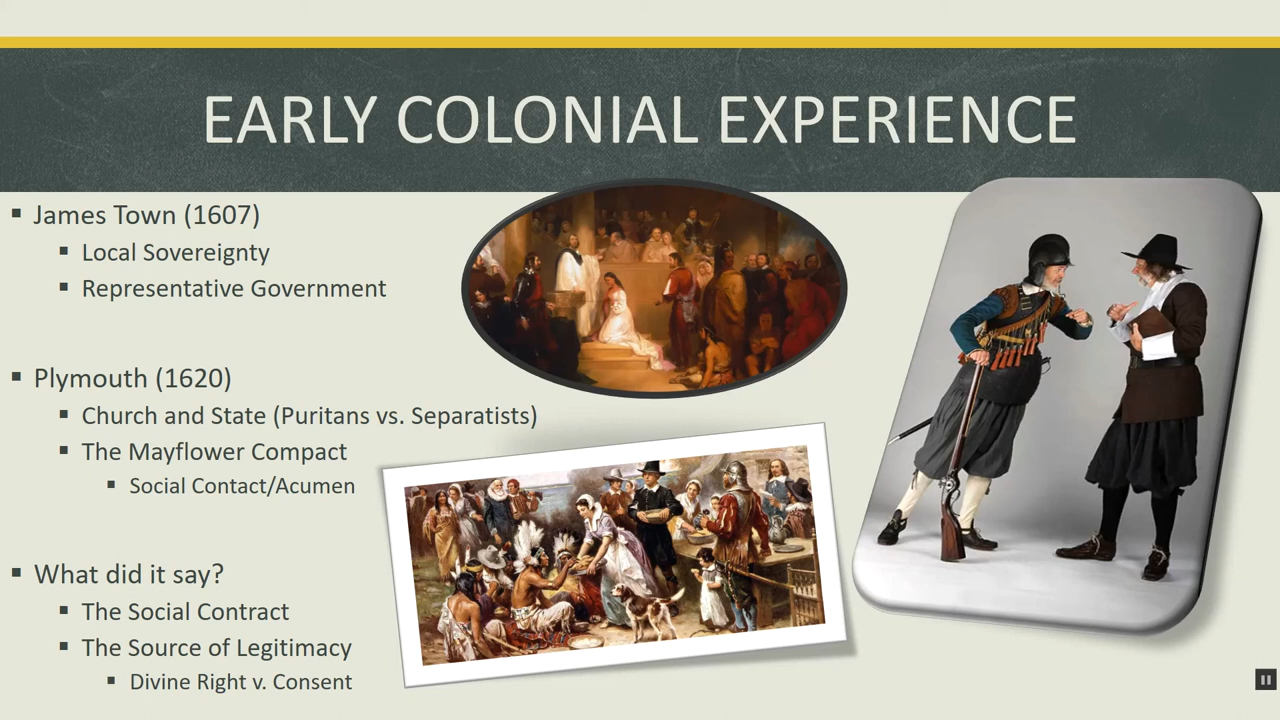 EARLY COLONIAL EXPERIENCE
James Town (1607)
Local Sovereignty
Representative Government
Plymouth (1620)
Church and State (Puritans vs. Separatists)
The Mayflower Compact
Social Contact/Acumen
What did it say?
The Social Contract
The Source of Legitimacy
Divine Right v. Consent